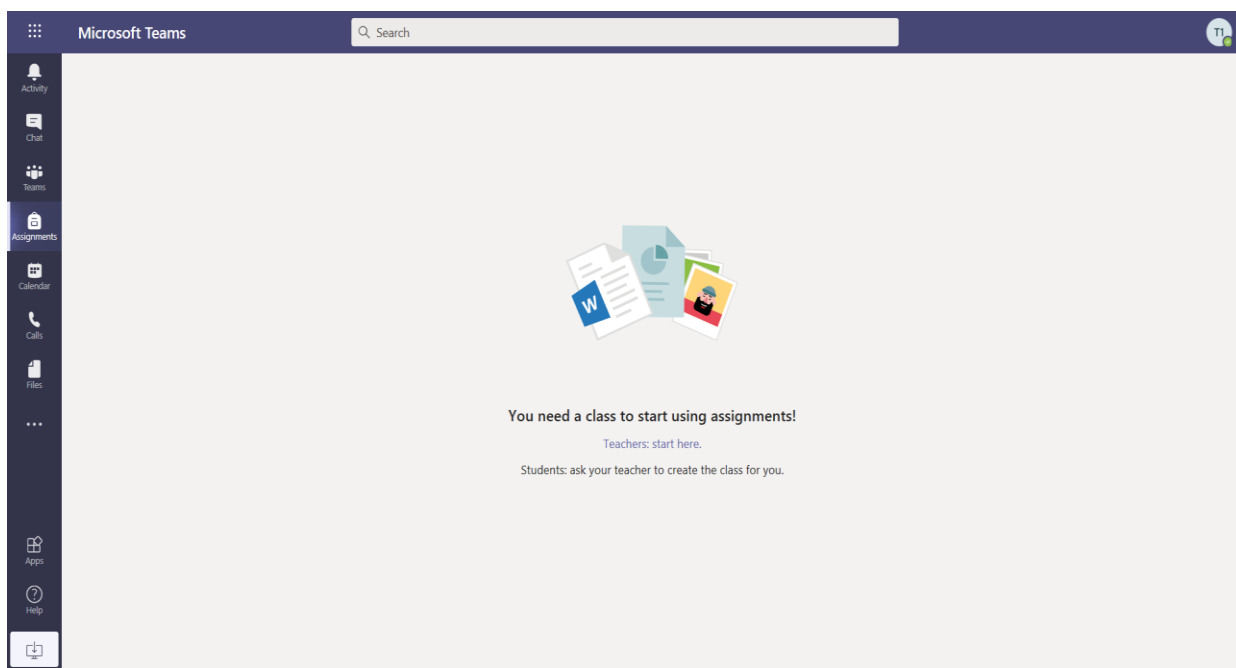 Microsoft Teams
Search
T1
Activity
Chat
Teams
Assignments
Calendar
Calls
Files
W
You need a class to start using assignments!
Teachers: start here.
Students: ask your teacher to create the class for you.
Apps
Help